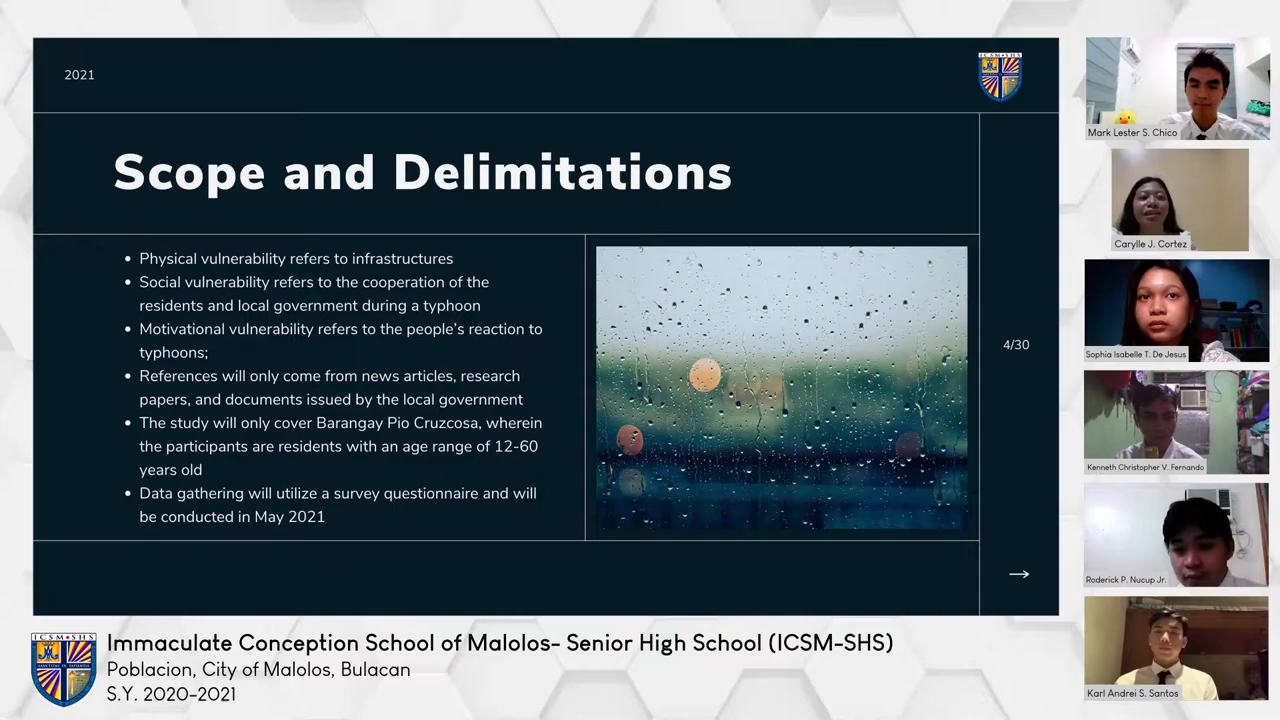 2021
ICSM•SHS
Scope and Delimitations
• Physical vulnerability refers to infrastructures
• Social vulnerability refers to the cooperation of the
residents and local government during a typhoon
• Motivational vulnerability refers to the people's reaction to
typhoons;
• References will only come from news articles, research
papers, and documents issued by the local government
• The study will only cover Barangay Pio Cruzcosa, wherein
the participants are residents with an age range of 12-60
years old
• Data gathering will utilize a survey questionnaire and will
be conducted in May 2021
4/30
→
Mark Lester S. Chico
Carylle J. Cortez
Sophia Isabelle T. De Jesus
Kenneth Christopher V. Fernando
Roderick P. Nucup Jr.
Karl Andrei S. Santos
ICSM•SHS
Immaculate Conception School of Malolos- Senior High School (ICSM-SHS)
Poblacion, City of Malolos, Bulacan
S.Y. 2020-2021